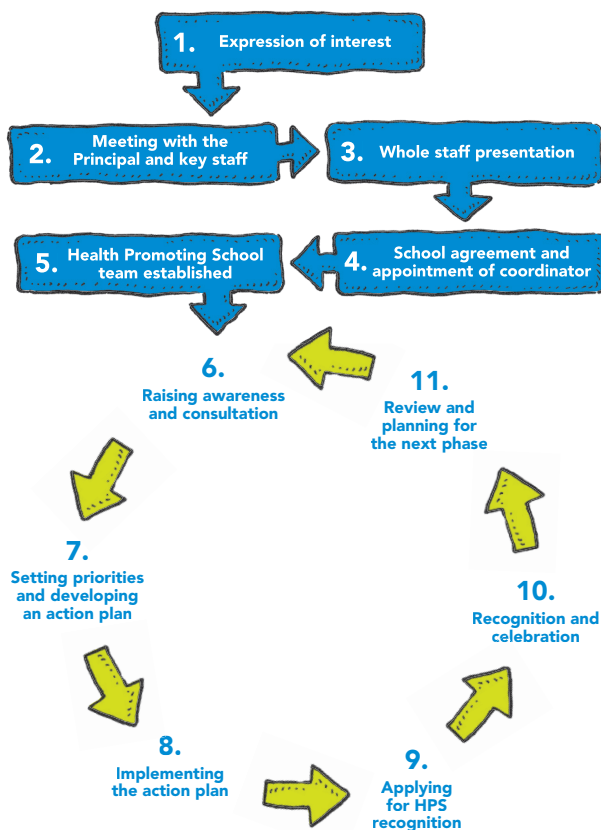 1. Expression of interest
2. Meeting with the
Principal and key staff
3. Whole staff presentation
4. School agreement and
appointment of coordinator
5. Health Promoting School
team established
6.
Raising awareness
and consultation
7.
Setting priorities
and developing
an action plan
8.
Implementing
the action plan
9.
Applying
for HPS
recognition
10.
Recognition and
celebration
11.
Review and
planning for
the next phase